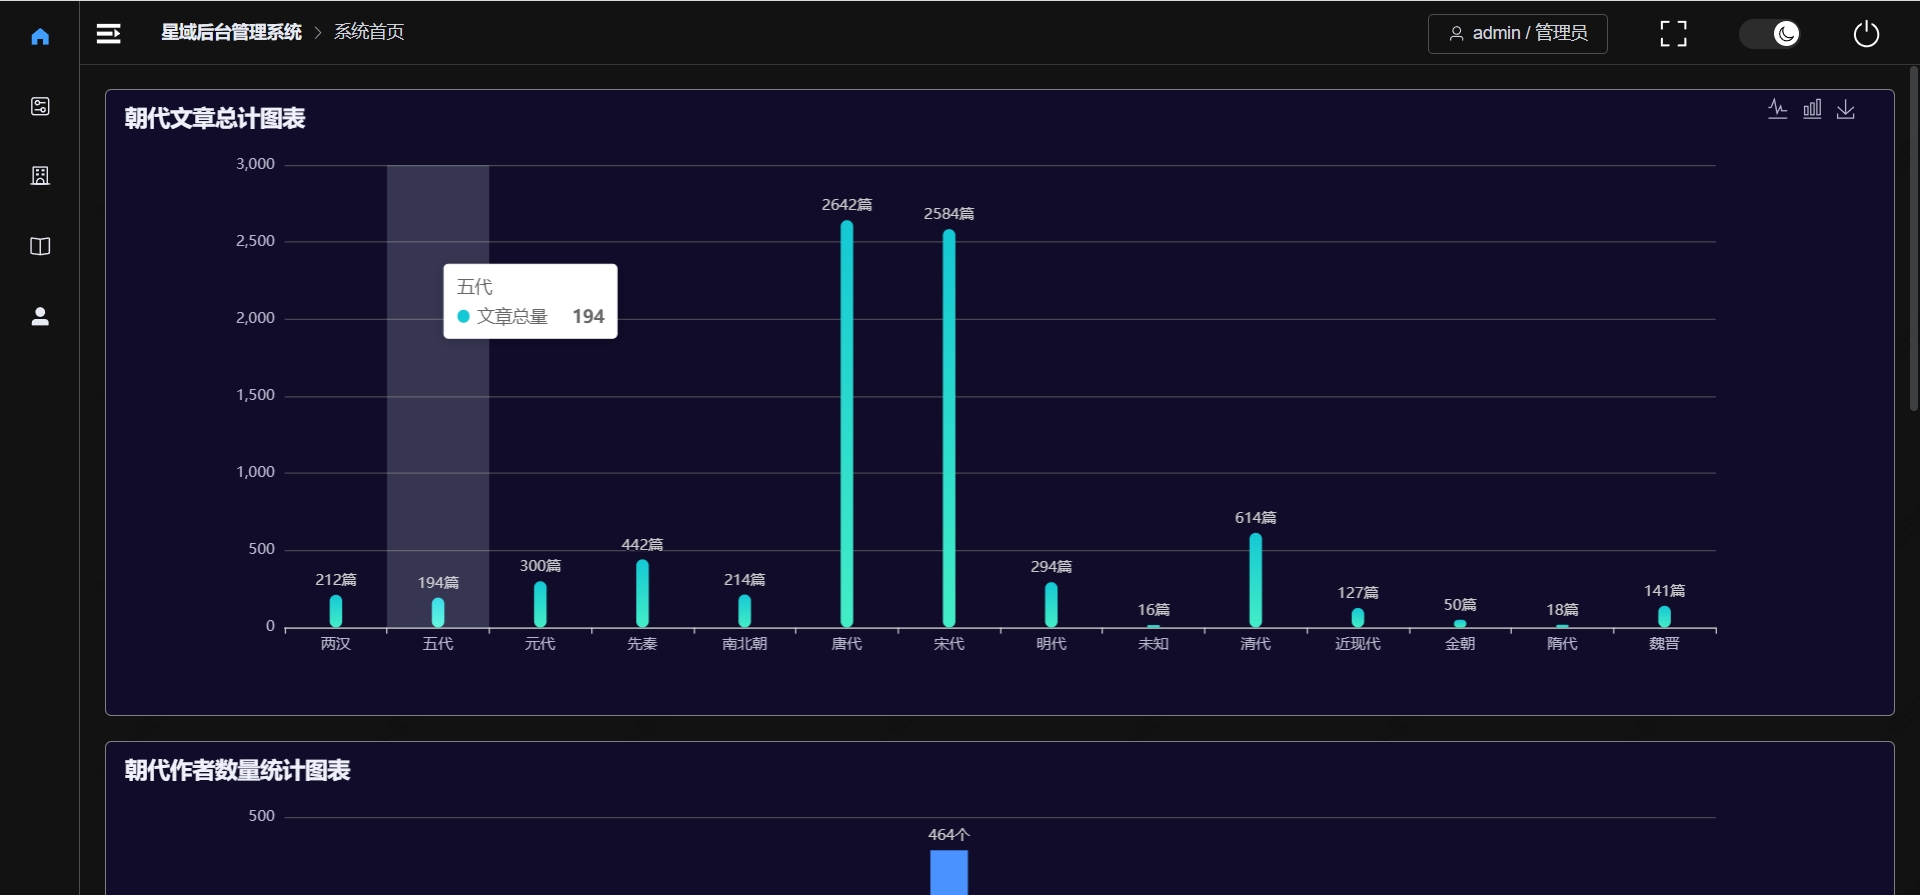 星域后台管理系统 > 系统首页
admin / 管理员
朝代文章总计图表
3,000
2,500
2,000
1,500
1,000
500
0
2642篇
2584篇
五代
文章总量 194
212篇
194篇
300篇
442篇
214篇
294篇
16篇
614篇
127篇
50篇
18篇
141篇
两汉
五代
元代
先秦
南北朝
唐代
宋代
明代
未知
清代
近现代
金朝
隋代
魏晋
朝代作者数量统计图表
500
464个